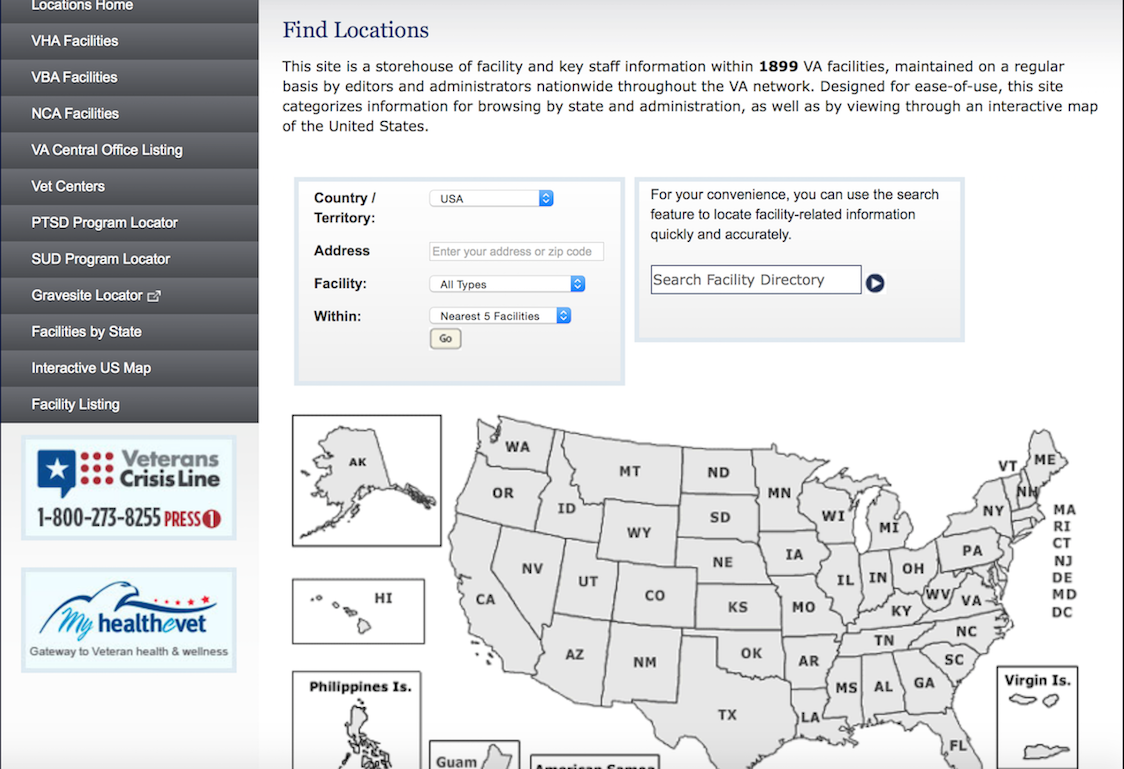 Locations Home
VHA Facilities
VBA Facilities
NCA Facilities
VA Central Office Listing
Vet Centers
PTSD Program Locator
SUD Program Locator
Gravesite Locator
Facilities by State
Interactive US Map
Facility Listing
Veterans
Crisis Line
1-800-273-8255 PRESS 1
My healthevet
Gateway to Veteran health & wellness
Find Locations
This site is a storehouse of facility and key staff information within 1899 VA facilities, maintained on a regular
basis by editors and administrators nationwide throughout the VA network. Designed for ease-of-use, this site
categorizes information for browsing by state and administration, as well as by viewing through an interactive map
of the United States.
Country /
Territory:
USA
Address
Enter your address or zip code
Facility:
All Types
Within:
Nearest 5 Facilities
Go
For your convenience, you can use the search
feature to locate facility-related information
quickly and accurately.
Search Facility Directory
AK
HI
Philippines Is.
Guam
American Samoa
WA
OR
CA
ID
NV
MT
WY
UT
AZ
CO
NM
ND
SD
NE
KS
OK
TX
MN
IA
MO
AR
LA
WI
IL
MI
IN
OH
KY
TN
MS
AL
GA
FL
SC
NC
VA
WV
PA
NY
VT
NH
ME
MA
RI
CT
NJ
DE
MD
DC
Virgin Is.